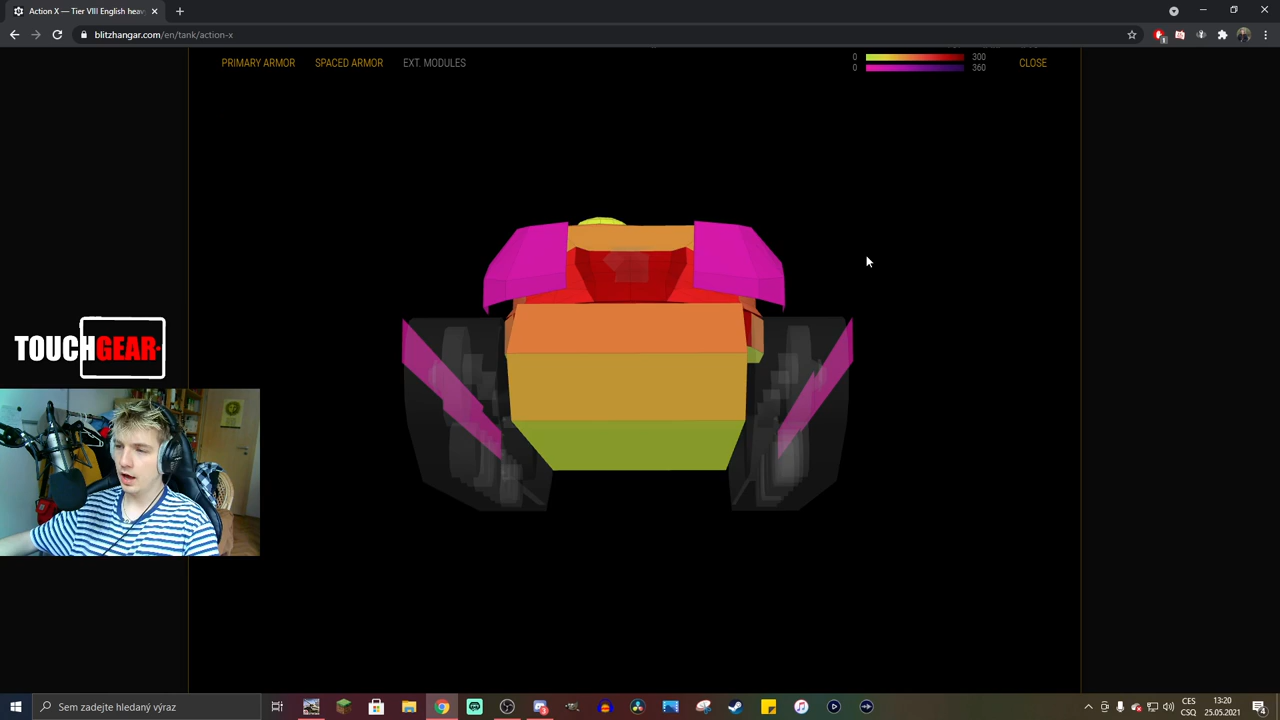 Action X — Tier VIII English heav
blitzhangar.com/en/tank/action-x
PRIMARY ARMOR SPACED ARMOR EXT. MODULES
0 300
0 360
CLOSE
TOUCHGEAR
Sem zadejte hledaný výraz
CES 13:20
CSQ 25.05.2021